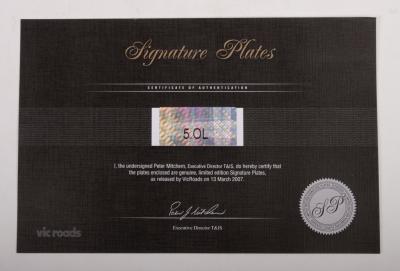 Signature Plates
CERTIFICATE OF AUTHENTICATION
5.0L
I, the undersigned Peter Mitchem, Executive Director T&IS, do hereby certify that
the plates enclosed are genuine, limited edition Signature Plates,
as released by VicRoads on 13 March 2007.
Executive Director T&IS
vic roads
SP